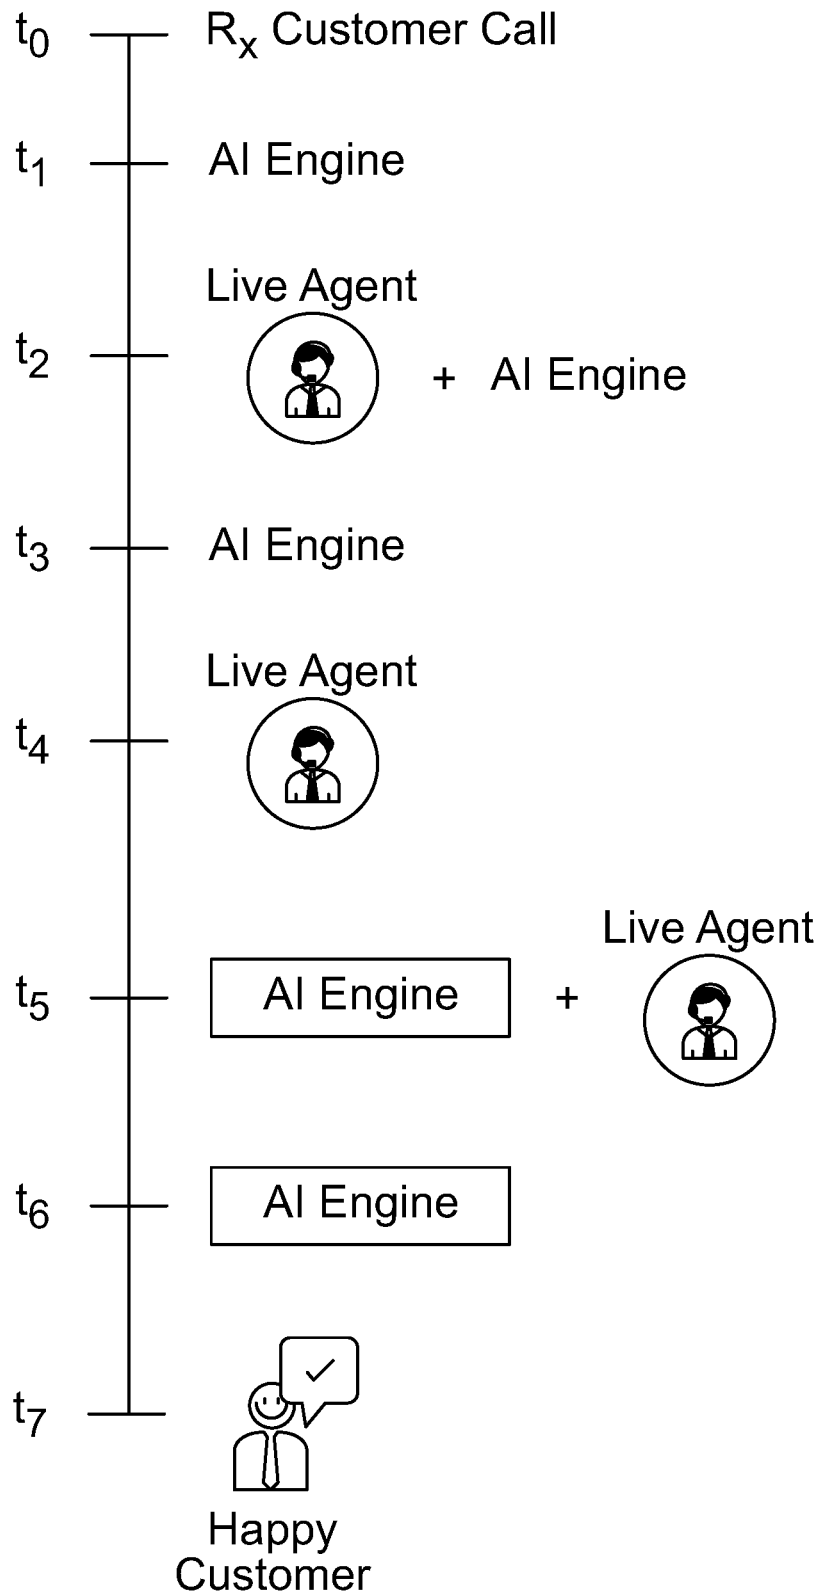 t0 Rx Customer Call
t1 AI Engine
Live Agent
t2 + AI Engine
t3 AI Engine
Live Agent
t4
Live Agent
t5 AI Engine +
t6 AI Engine
t7
Happy
Customer